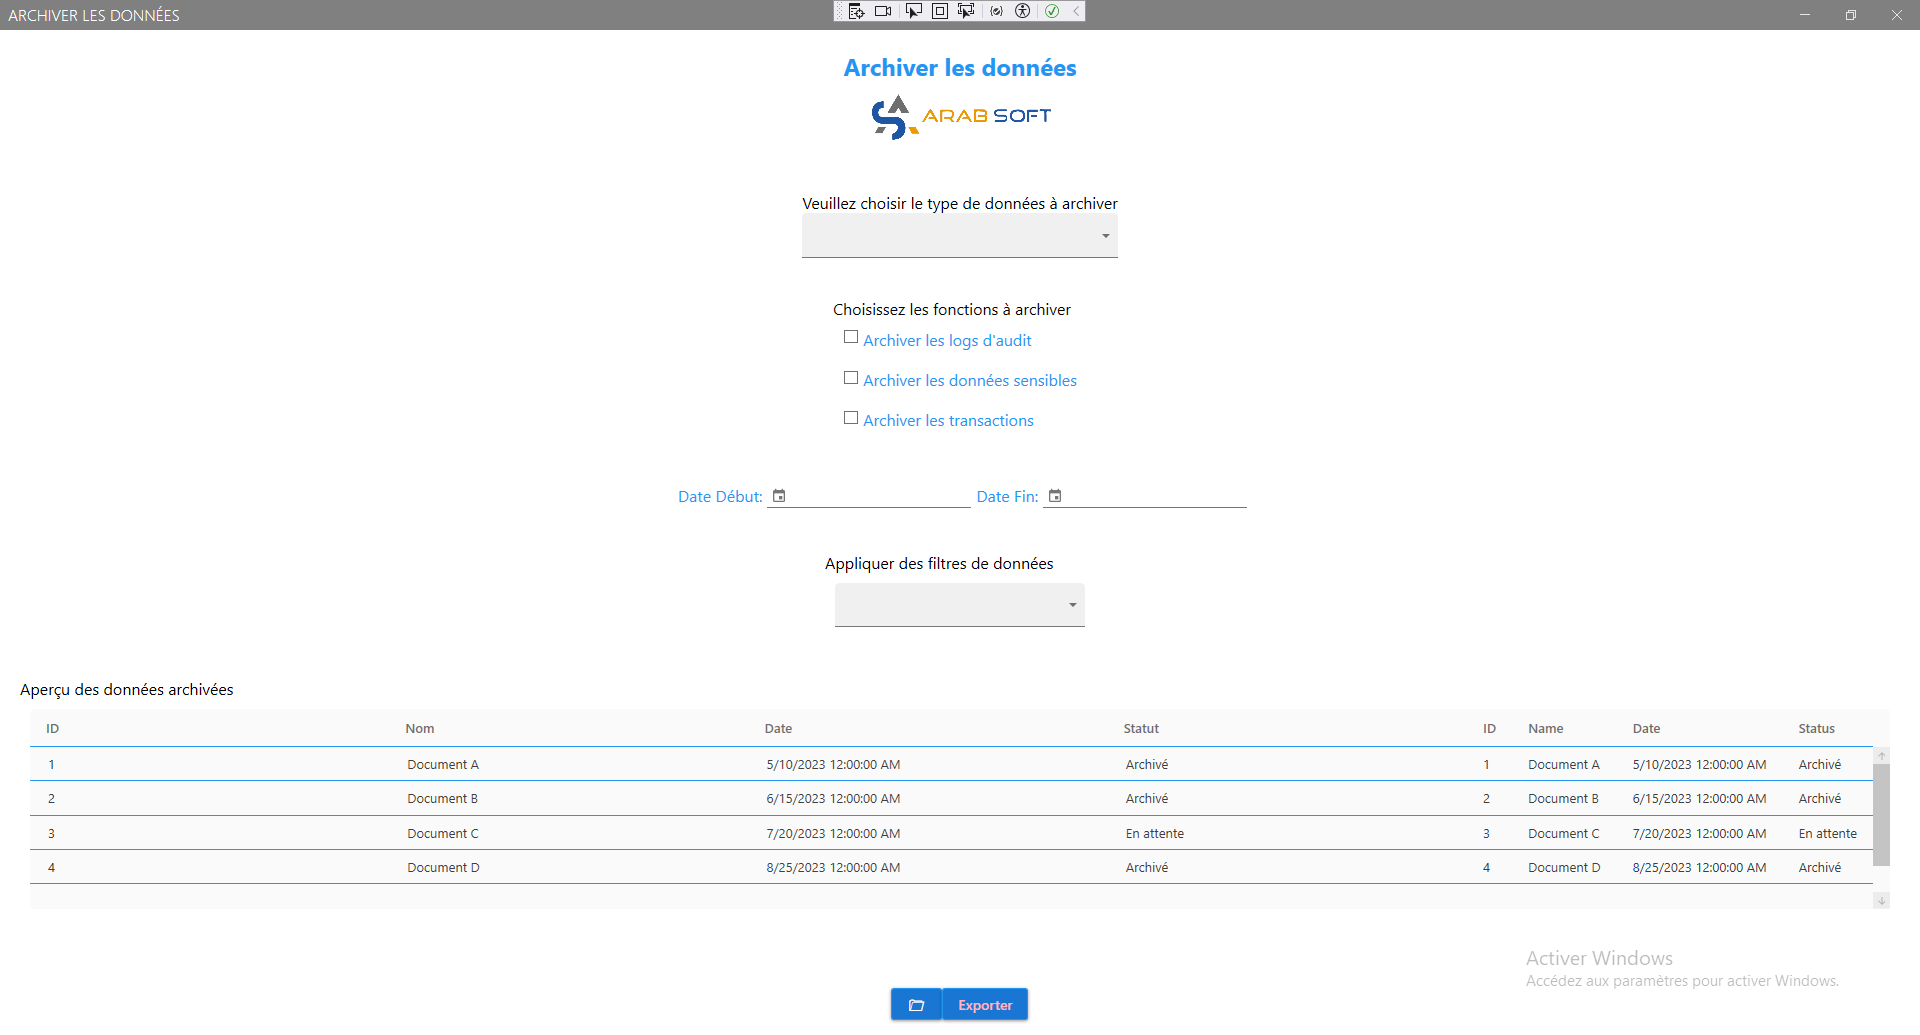 ARCHIVER LES DONNÉES
Archiver les données
ARAB SOFT
Veuillez choisir le type de données à archiver
Choisissez les fonctions à archiver
Archiver les logs d'audit
Archiver les données sensibles
Archiver les transactions
Date Début: Date Fin:
Appliquer des filtres de données
Aperçu des données archivées
ID Nom Date Statut ID Name Date Status
1 Document A 5/10/2023 12:00:00 AM Archivé 1 Document A 5/10/2023 12:00:00 AM Archivé
2 Document B 6/15/2023 12:00:00 AM Archivé 2 Document B 6/15/2023 12:00:00 AM Archivé
3 Document C 7/20/2023 12:00:00 AM En attente 3 Document C 7/20/2023 12:00:00 AM En attente
4 Document D 8/25/2023 12:00:00 AM Archivé 4 Document D 8/25/2023 12:00:00 AM Archivé
Activer Windows
Accédez aux paramètres pour activer Windows.
Exporter